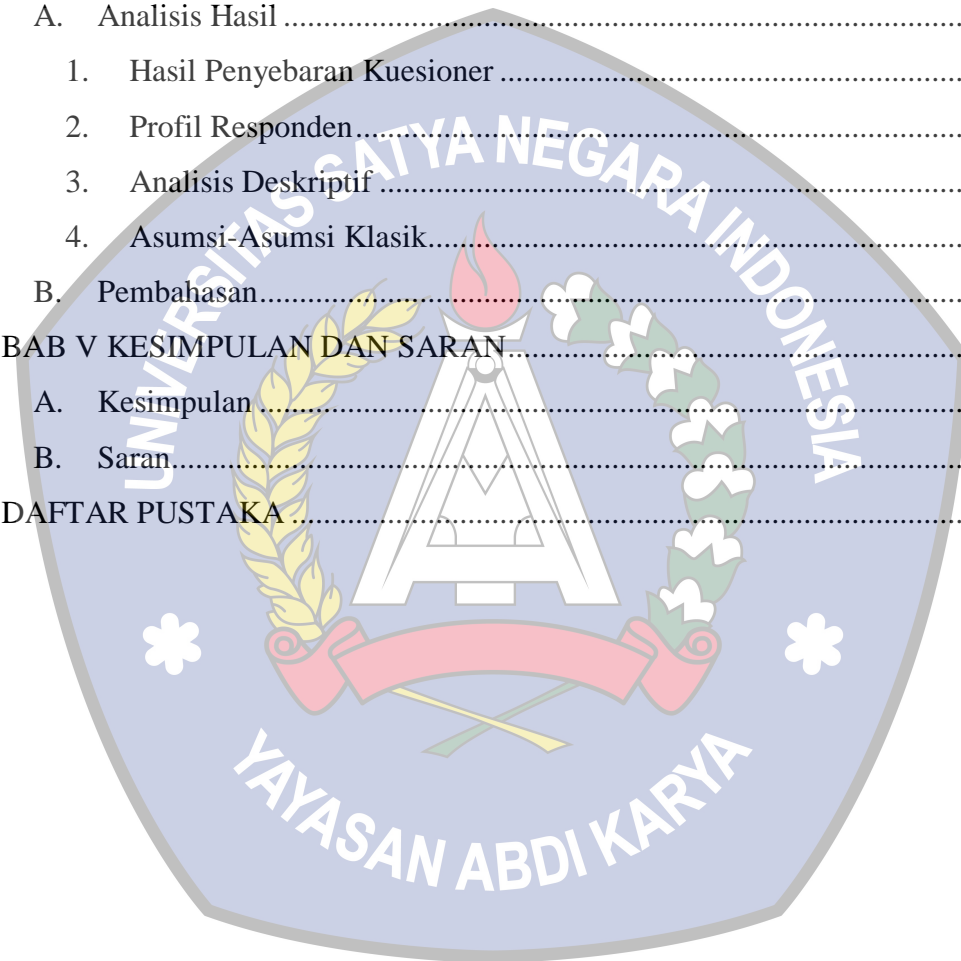 A. Analisis Hasil ........................................................................................
1. Hasil Penyebaran Kuesioner ............................................................
2. Profil Responden ................................................................................
3. Analisis Deskriptif .............................................................................
4. Asumsi-Asumsi Klasik ......................................................................
B. Pembahasan ...........................................................................................
BAB V KESIMPULAN DAN SARAN ........................................................
A. Kesimpulan ...........................................................................................
B. Saran ......................................................................................................
DAFTAR PUSTAKA ....................................................................................
UNIVERSITAS SATYA NEGARA INDONESIA
YAYASAN ABDI KARYA